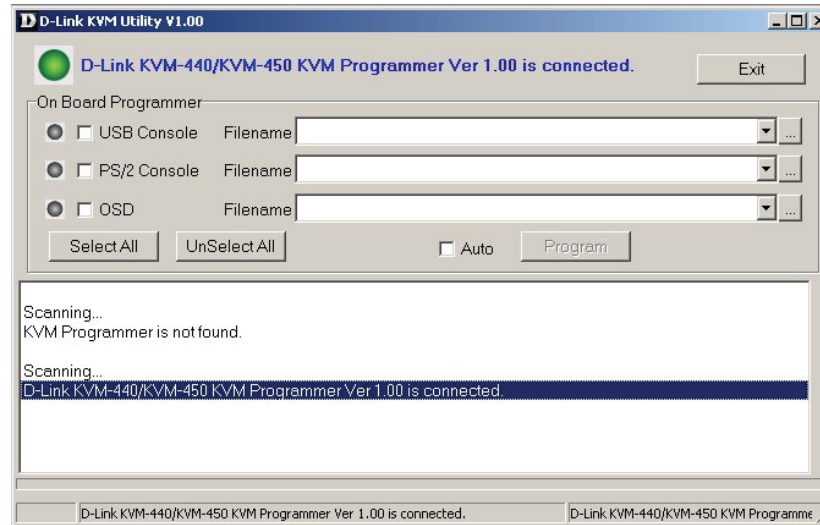 D-Link KVM Utility V1.00
D-Link KVM-440/KVM-450 KVM Programmer Ver 1.00 is connected.
Exit
On Board Programmer
USB Console Filename ...
PS/2 Console Filename ...
OSD Filename ...
Select All UnSelect All Auto Program
Scanning...
KVM Programmer is not found.
Scanning...
D-Link KVM-440/KVM-450 KVM Programmer Ver 1.00 is connected.
D-Link KVM-440/KVM-450 KVM Programmer Ver 1.00 is connected. D-Link KVM-440/KVM-450 KVM Programme